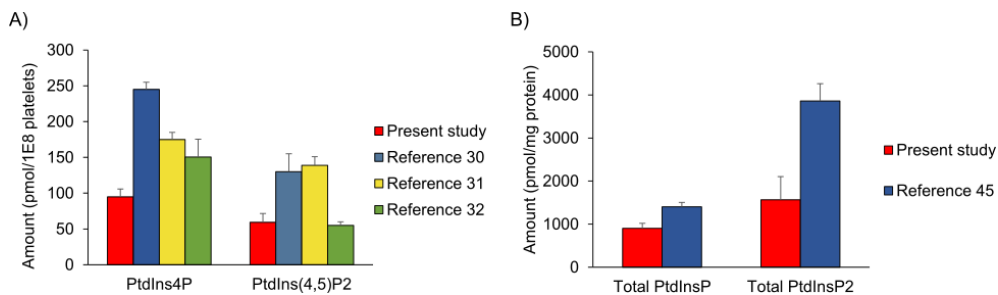 A)
Amount (pmol/1E8 platelets)
300
250
200
150
100
50
0
PtdIns4P
PtdIns(4,5)P2
Present study
Reference 30
Reference 31
Reference 32
B)
Amount (pmol/mg protein)
5000
4000
3000
2000
1000
0
Total PtdInsP
Total PtdInsP2
Present study
Reference 45